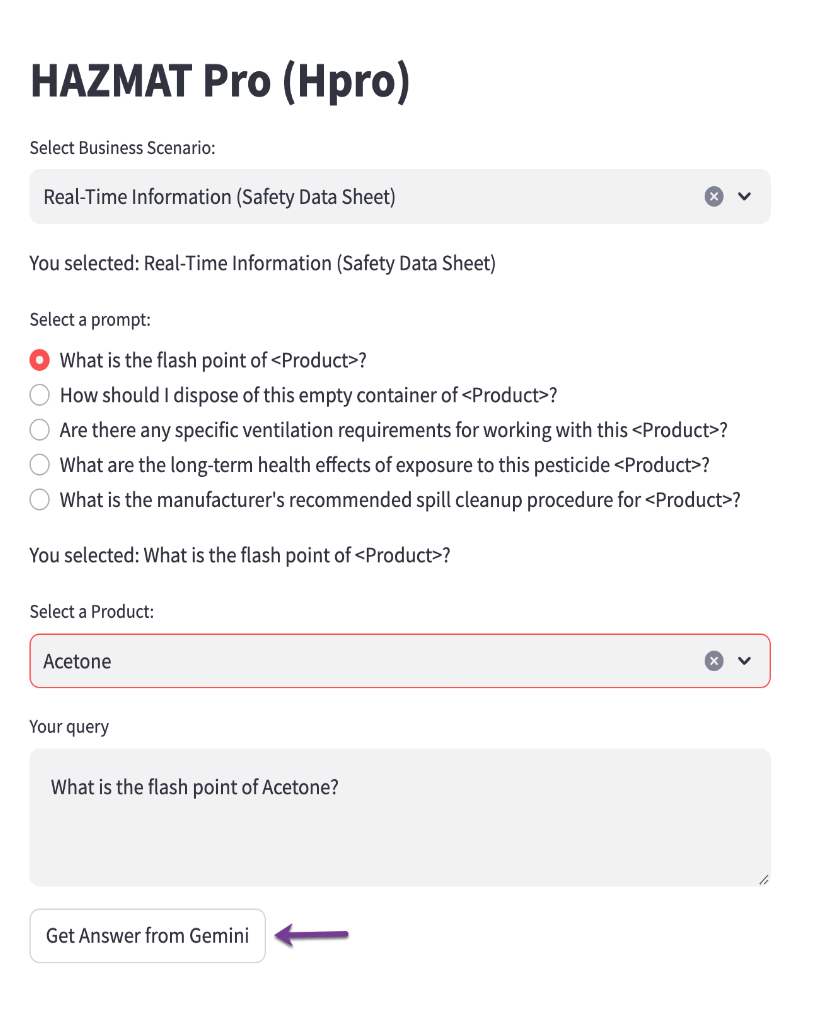 HAZMAT Pro (Hpro)
Select Business Scenario:
Real-Time Information (Safety Data Sheet)
You selected: Real-Time Information (Safety Data Sheet)
Select a prompt:
What is the flash point of <Product>?
How should I dispose of this empty container of <Product>?
Are there any specific ventilation requirements for working with this <Product>?
What are the long-term health effects of exposure to this pesticide <Product>?
What is the manufacturer's recommended spill cleanup procedure for <Product>?
You selected: What is the flash point of <Product>?
Select a Product:
Acetone
Your query
What is the flash point of Acetone?
Get Answer from Gemini